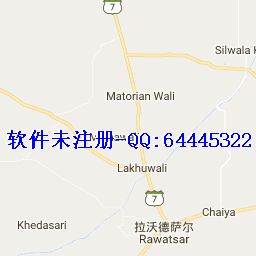 7
Silwala K
Matorian Wali
软件未注册-QQ:64445322
Lakhuwali
7
Chaiya
Khedasari
拉沃德萨尔
Rawatsar